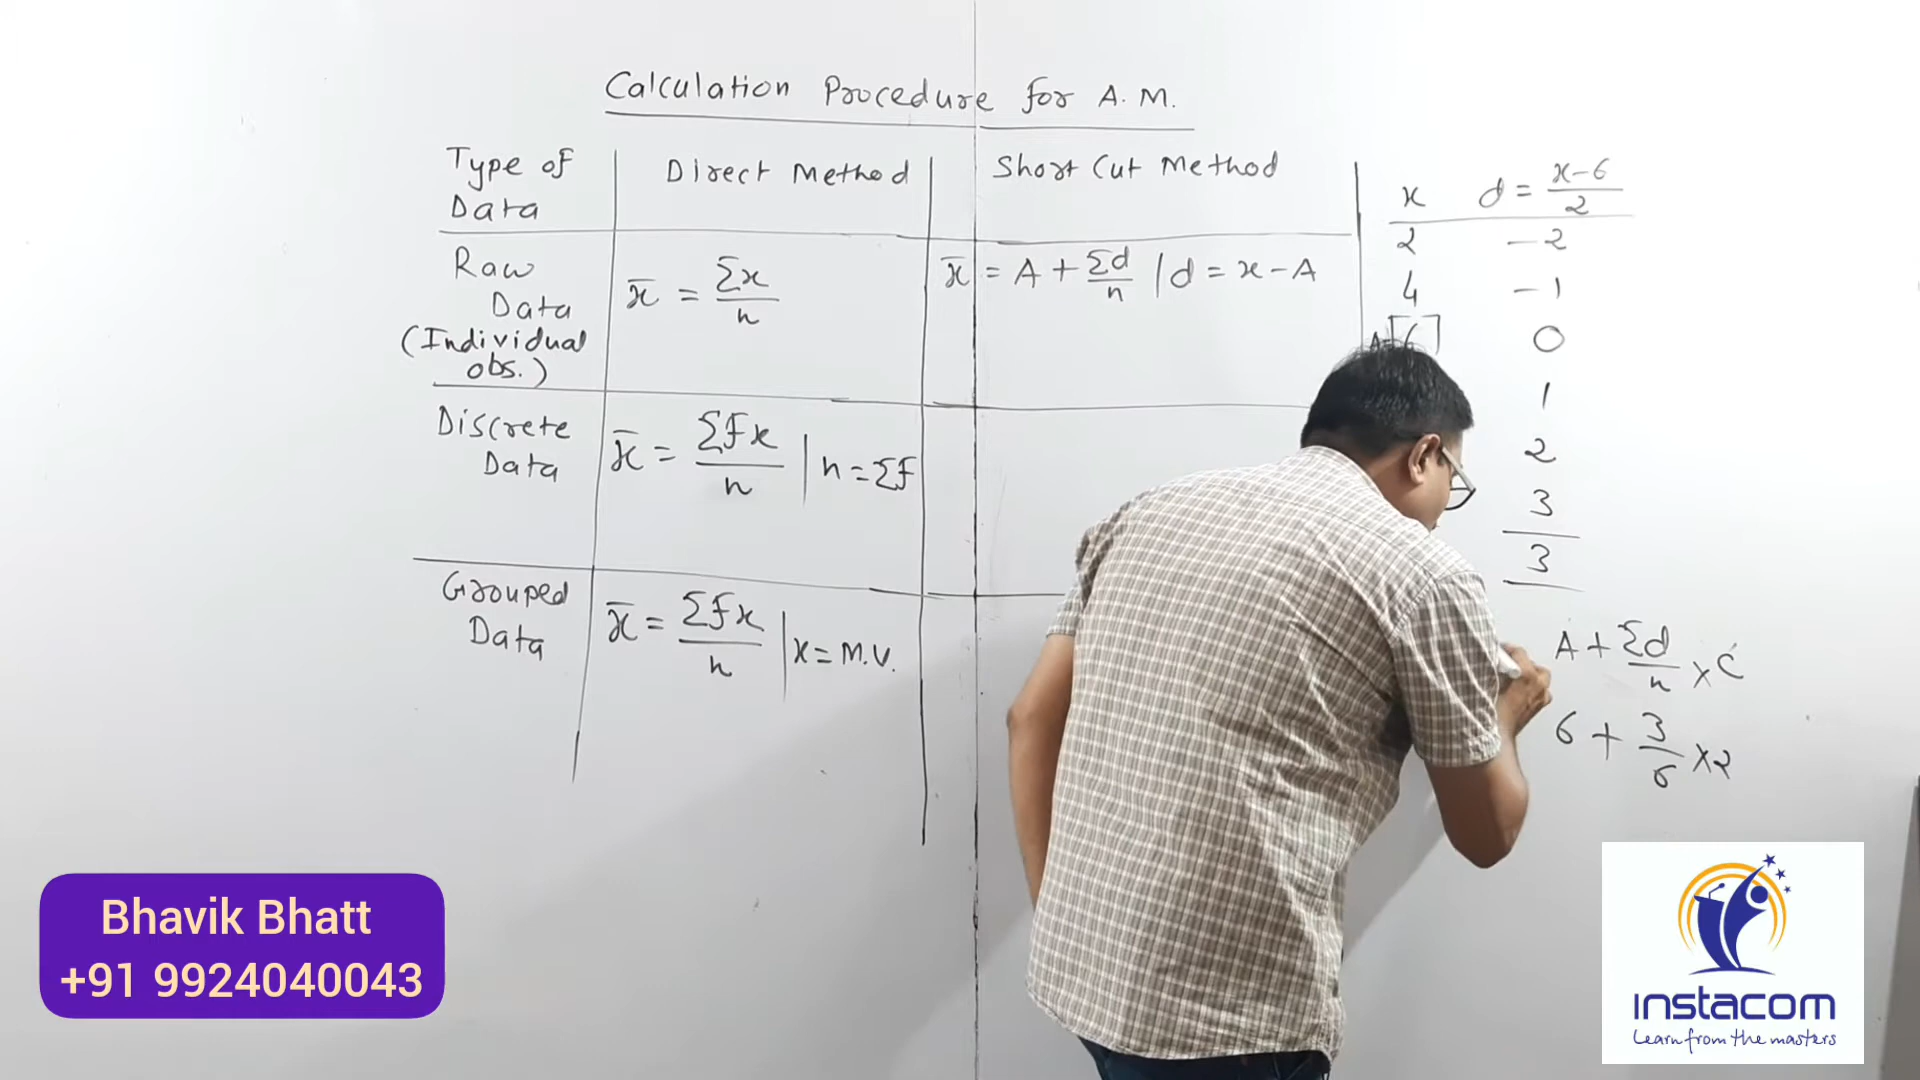 Calculation Procedure for A.M.
Type of Data
Direct Method
Short Cut Method
Raw Data
(Individual obs.)
x̄ = Σx/n
x̄ = A + Σd/n | d = x - A
Discrete Data
x̄ = Σfx/n | n = Σf
Grouped Data
x̄ = Σfx/n | x = M.V.
x d = x-6/2
2 -2
4 -1
A=6 0
1
2
3
3
A + Σd/n × C
6 + 3/6 × 2
Bhavik Bhatt
+91 9924040043
instacom
Learn from the masters